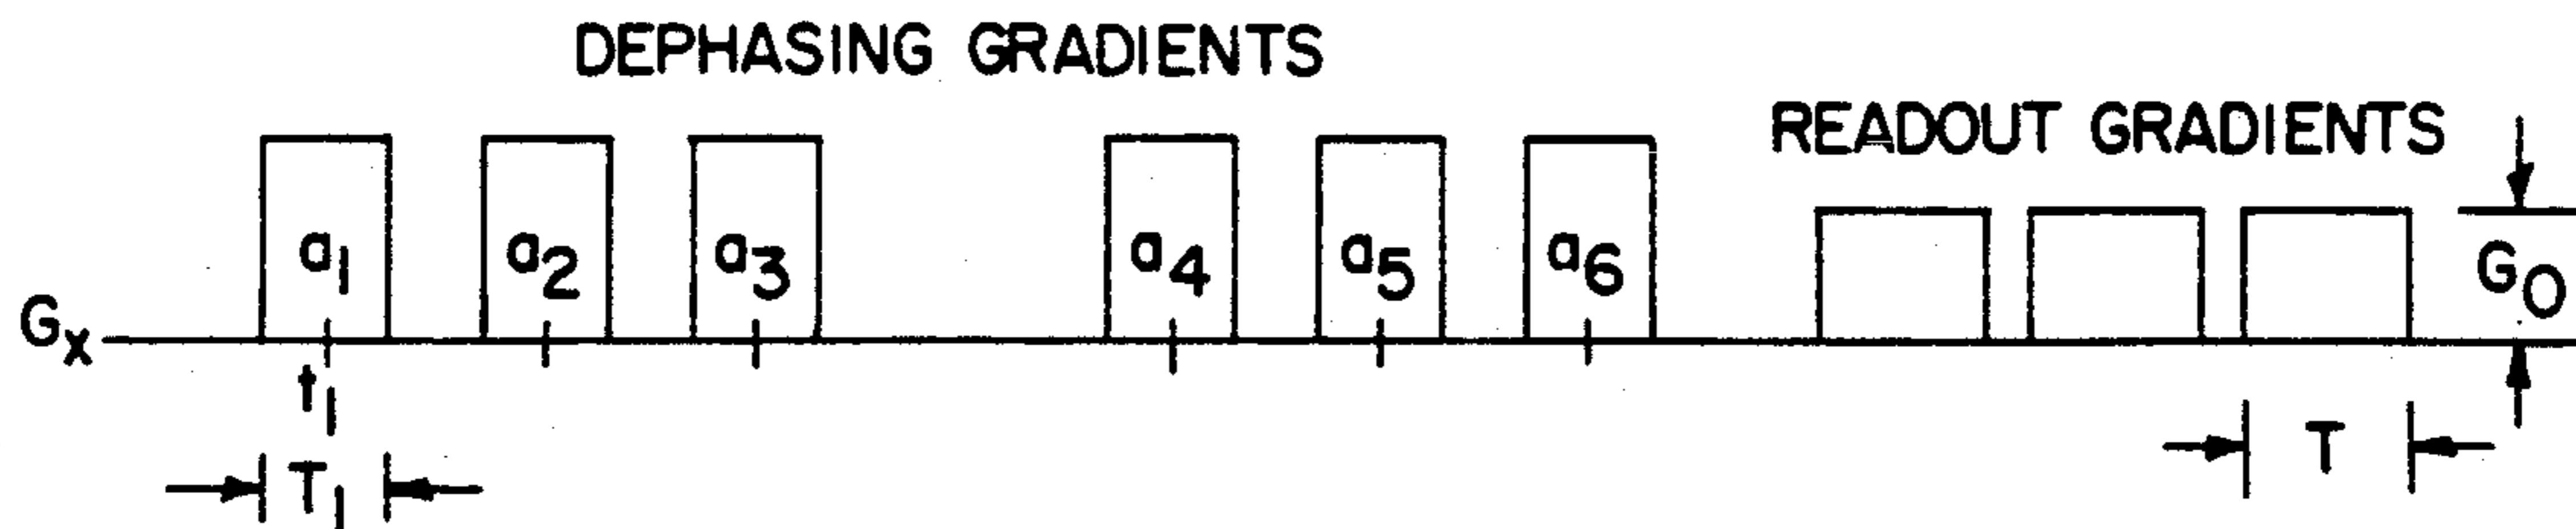 DEPHASING GRADIENTS
READOUT GRADIENTS
Gx
a1
a2
a3
a4
a5
a6
GO
t1
T1
T